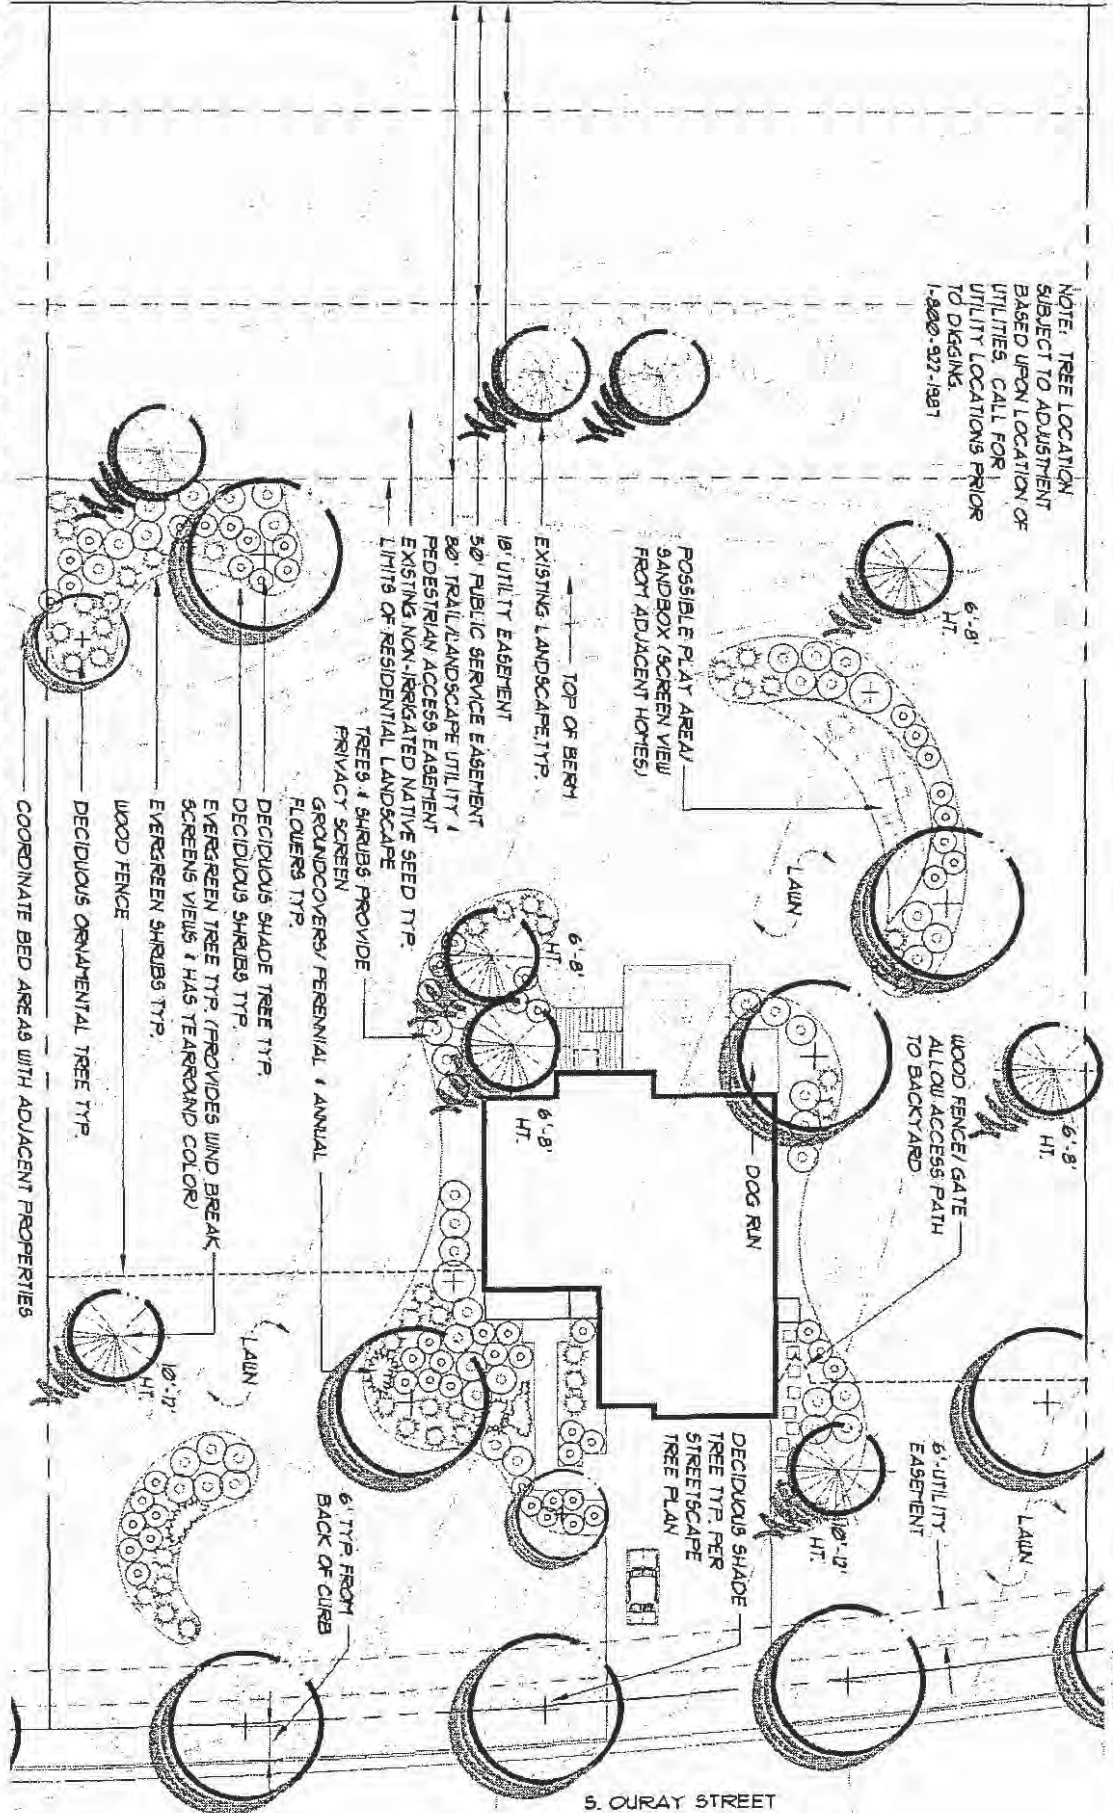 NOTE: TREE LOCATION
SUBJECT TO ADJUSTMENT
BASED UPON LOCATION OF
UTILITIES. CALL FOR
UTILITY LOCATIONS PRIOR
TO DIGGING.
1-800-922-1987
6'-8'
HT.
POSSIBLE PLAY AREA/
SANDBOX (SCREEN VIEW
FROM ADJACENT HOMES)
TOP OF BERM
EXISTING LANDSCAPE, TYP.
18' UTILITY EASEMENT
50' PUBLIC SERVICE EASEMENT
80' TRAIL/LANDSCAPE UTILITY &
PEDESTRIAN ACCESS EASEMENT
EXISTING NON-IRRIGATED NATIVE SEED TYP.
LIMITS OF RESIDENTIAL LANDSCAPE
TREES & SHRUBS PROVIDE
PRIVACY SCREEN
GROUNDCOVERS/ PERENNIAL & ANNUAL
FLOWERS TYP.
DECIDUOUS SHADE TREE TYP.
DECIDUOUS SHRUBS TYP.
EVERGREEN TREE TYP. (PROVIDES WIND BREAK,
SCREENS VIEWS & HAS YEARROUND COLOR)
EVERGREEN SHRUBS TYP.
WOOD FENCE
DECIDUOUS ORNAMENTAL TREE TYP.
COORDINATE BED AREAS WITH ADJACENT PROPERTIES
LAWN
6'-8'
HT.
6'-8'
HT.
WOOD FENCE/ GATE
ALLOW ACCESS PATH
TO BACKYARD
6'-8'
HT.
DOG RUN
LAWN
10'-12'
HT.
DECIDUOUS SHADE
TREE TYP. PER
STREETSCAPE
TREE PLAN
6' TYP. FROM
BACK OF CURB
10'-12'
HT.
6' UTILITY
EASEMENT
LAWN
S. OURAY STREET